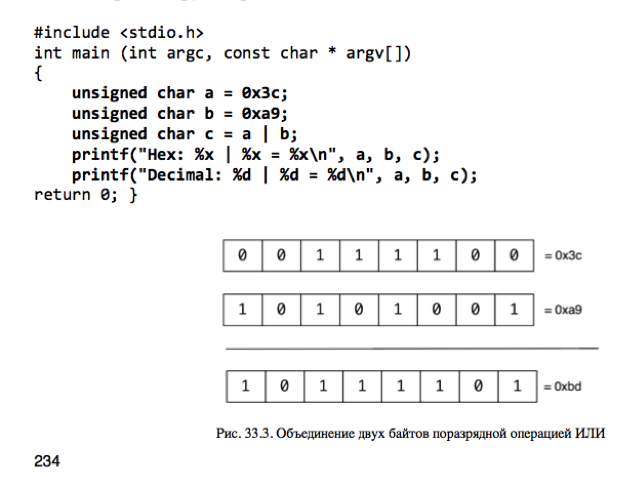 #include <stdio.h>
int main (int argc, const char * argv[])
{
unsigned char a = 0x3c;
unsigned char b = 0xa9;
unsigned char c = a | b;
printf("Hex: %x | %x = %x\n", a, b, c);
printf("Decimal: %d | %d = %d\n", a, b, c);
return 0; }
0 0 1 1 1 1 0 0 = 0x3c
1 0 1 0 1 0 0 1 = 0xa9
1 0 1 1 1 1 0 1 = 0xbd
Рис. 33.3. Объединение двух байтов поразрядной операцией ИЛИ
234